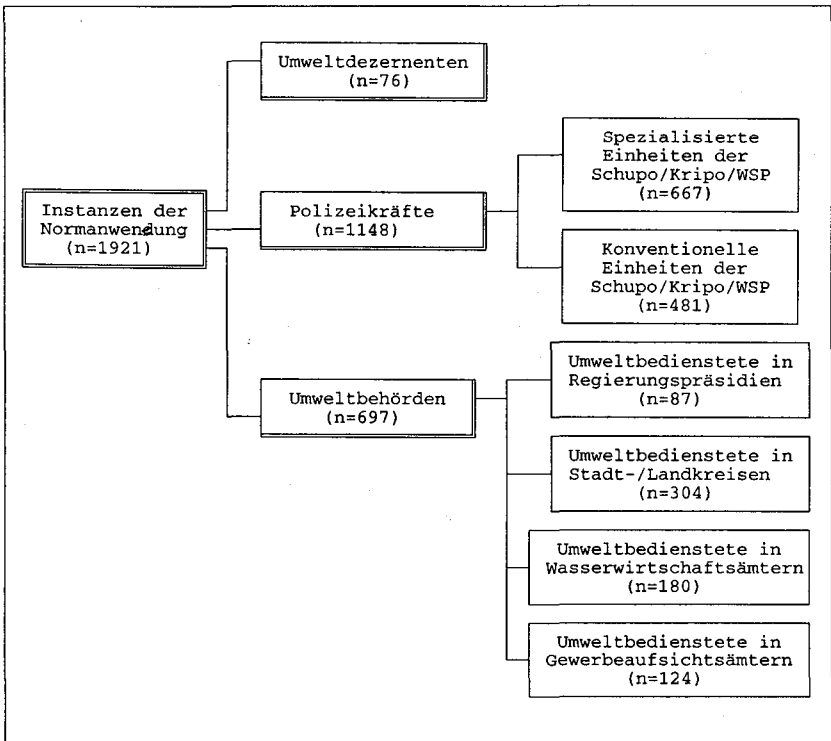 Umweltdezernenten
(n=76)
Instanzen der
Normanwendung
(n=1921)
Polizeikräfte
(n=1148)
Spezialisierte
Einheiten der
Schupo/Kripo/WSP
(n=667)
Konventionelle
Einheiten der
Schupo/Kripo/WSP
(n=481)
Umweltbehörden
(n=697)
Umweltbedienstete in
Regierungspräsidien
(n=87)
Umweltbedienstete in
Stadt-/Landkreisen
(n=304)
Umweltbedienstete in
Wasserwirtschaftsämtern
(n=180)
Umweltbedienstete in
Gewerbeaufsichtsämtern
(n=124)